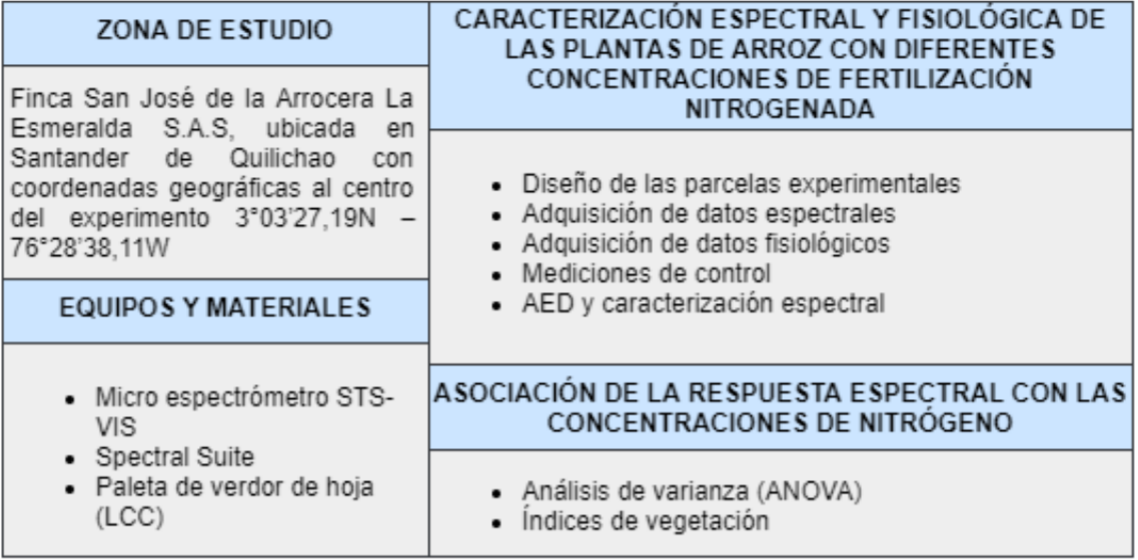 ZONA DE ESTUDIO
Finca San José de la Arrocera La
Esmeralda S.A.S, ubicada en
Santander de Quilichao con
coordenadas geográficas al centro
del experimento 3°03'27,19N –
76°28'38,11W
EQUIPOS Y MATERIALES
• Micro espectrómetro STS-
VIS
• Spectral Suite
• Paleta de verdor de hoja
(LCC)
CARACTERIZACIÓN ESPECTRAL Y FISIOLÓGICA DE
LAS PLANTAS DE ARROZ CON DIFERENTES
CONCENTRACIONES DE FERTILIZACIÓN
NITROGENADA
• Diseño de las parcelas experimentales
• Adquisición de datos espectrales
• Adquisición de datos fisiológicos
• Mediciones de control
• AED y caracterización espectral
ASOCIACIÓN DE LA RESPUESTA ESPECTRAL CON LAS
CONCENTRACIONES DE NITRÓGENO
• Análisis de varianza (ANOVA)
• Índices de vegetación